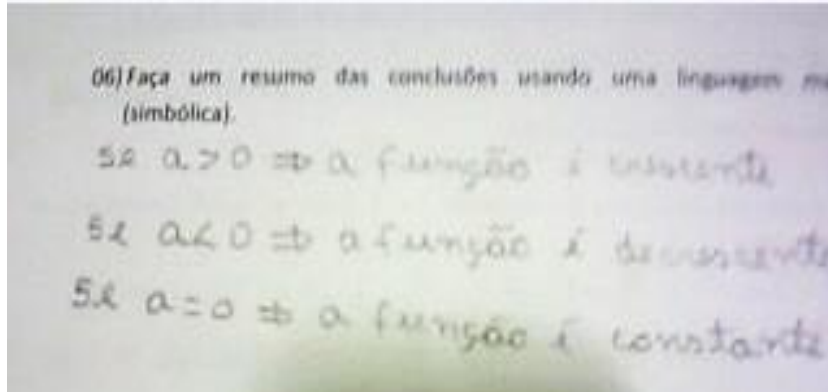 06) Faça um resumo das conclusões usando uma linguagem
(simbólica).
se a > 0 ⇒ a função é crescente
se a < 0 ⇒ a função é decrescente
Se a = 0 ⇒ a função é constante